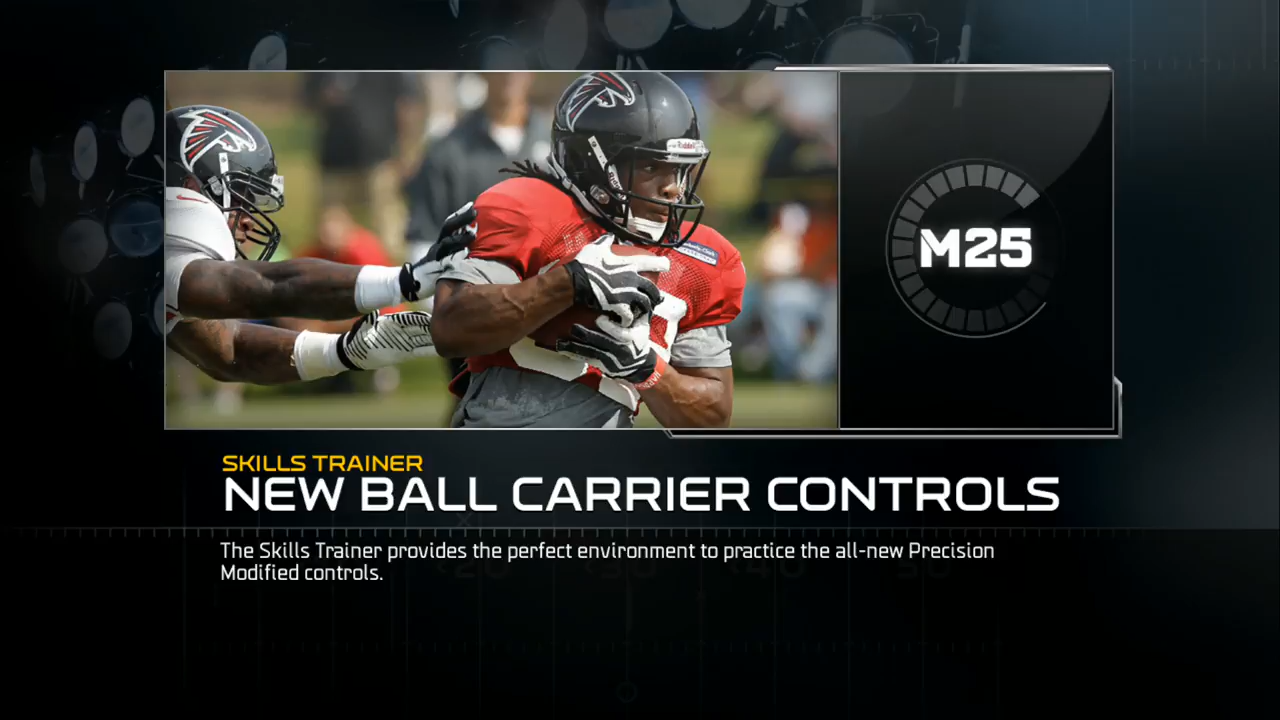 Riddell
M25
SKILLS TRAINER
NEW BALL CARRIER CONTROLS
The Skills Trainer provides the perfect environment to practice the all-new Precision
Modified controls.